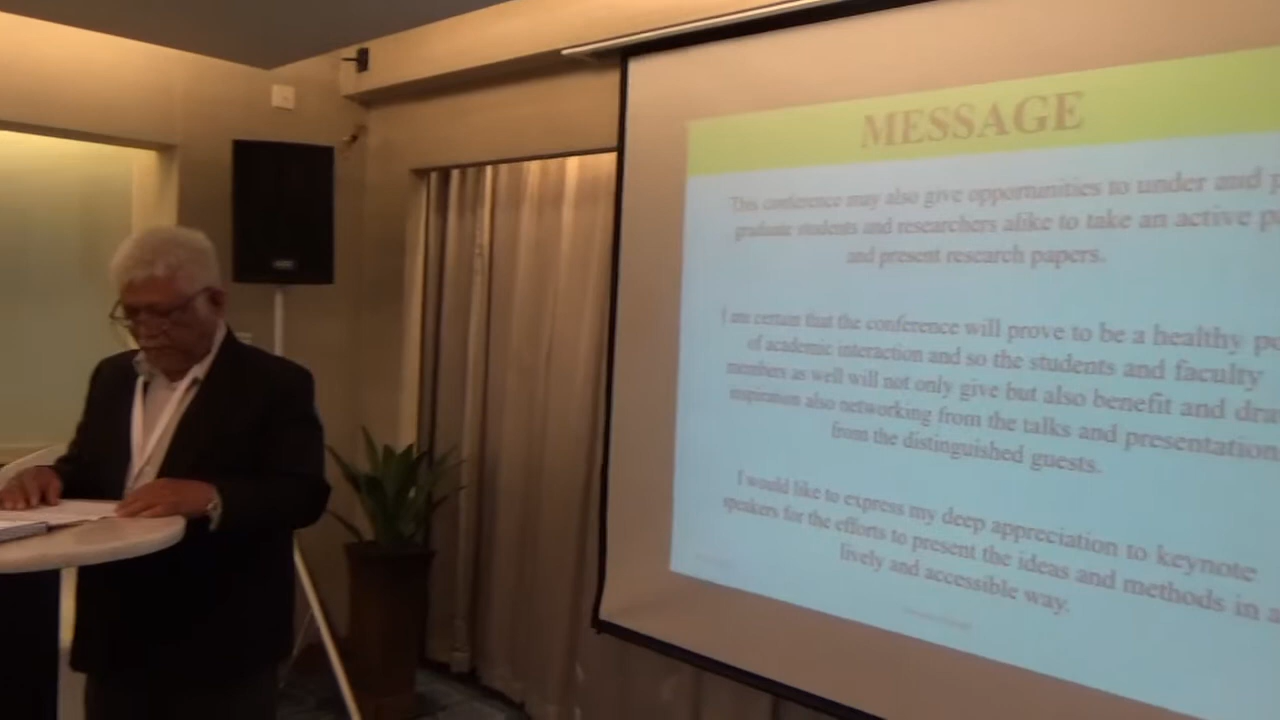 MESSAGE
This conference may also give opportunities to under and p
graduate students and researchers alike to take an active p
and present research papers.
I am certain that the conference will prove to be a healthy po
of academic interaction and so the students and faculty
members as well will not only give but also benefit and dra
inspiration also networking from the talks and presentation
from the distinguished guests.
I would like to express my deep appreciation to keynote
speakers for the efforts to present the ideas and methods in a
lively and accessible way.